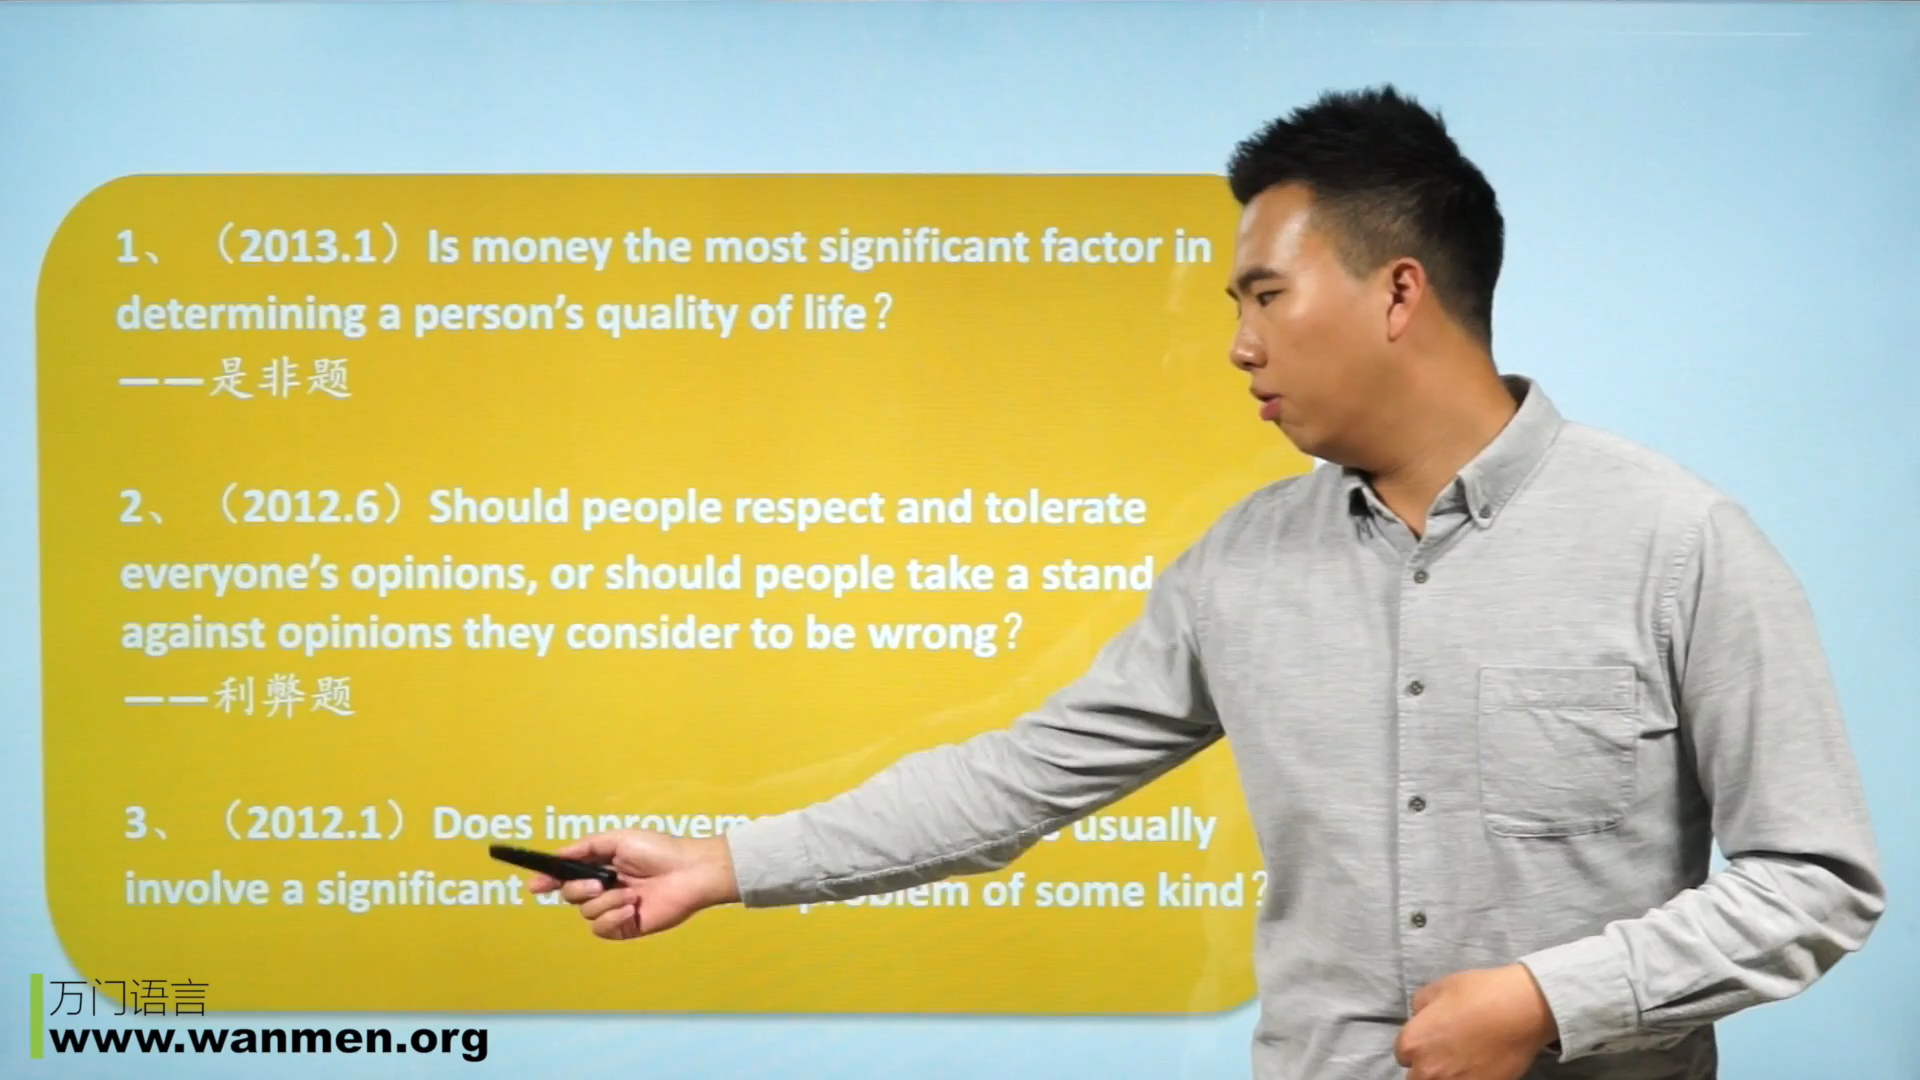 1、（2013.1）Is money the most significant factor in
determining a person’s quality of life？
——是非题
2、（2012.6）Should people respect and tolerate
everyone’s opinions, or should people take a stand
against opinions they consider to be wrong？
——利弊题
3、（2012.1）Does usually
involve a significant problem of some kind？
万门语言
www.wanmen.org